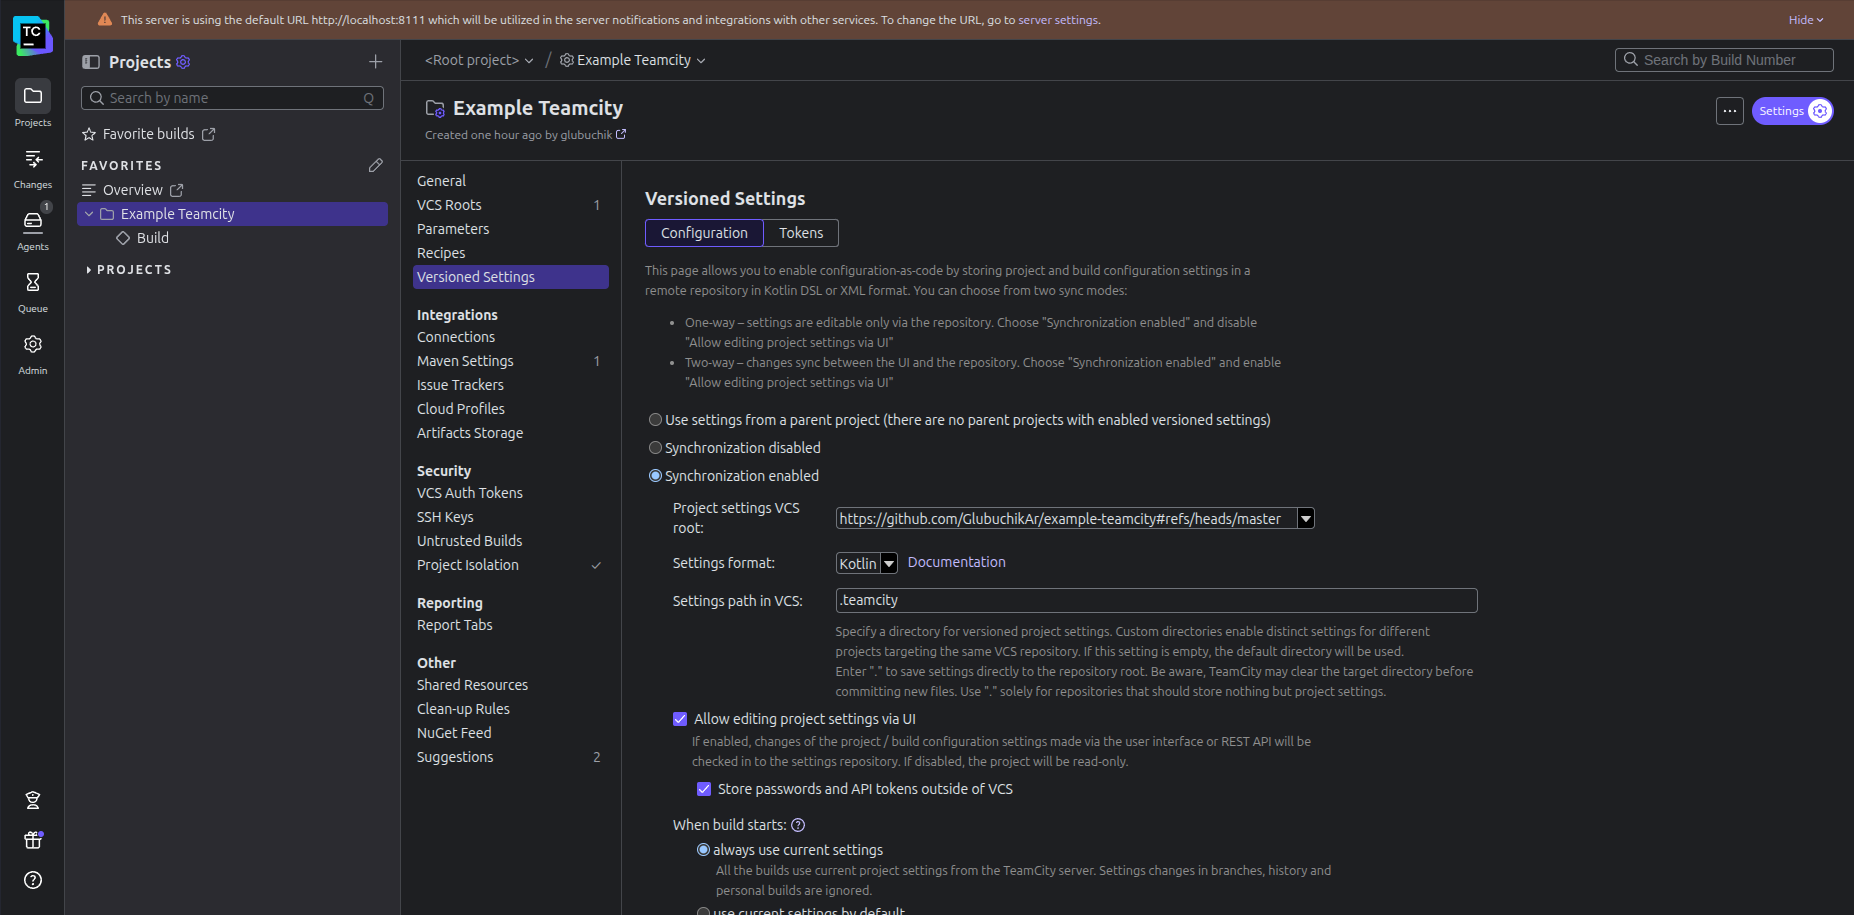 This server is using the default URL http://localhost:8111 which will be utilized in the server notifications and integrations with other services. To change the URL, go to server settings.
Hide
TC
Projects
Changes
1
Agents
Queue
Admin
Projects
Search by name
Q
Favorite builds
FAVORITES
Overview
Example Teamcity
Build
PROJECTS
<Root project> / Example Teamcity
Search by Build Number
Example Teamcity
Created one hour ago by glubuchik
...
Settings
General
VCS Roots 1
Parameters
Recipes
Versioned Settings
Integrations
Connections
Maven Settings 1
Issue Trackers
Cloud Profiles
Artifacts Storage
Security
VCS Auth Tokens
SSH Keys
Untrusted Builds
Project Isolation
Reporting
Report Tabs
Other
Shared Resources
Clean-up Rules
NuGet Feed
Suggestions 2
Versioned Settings
Configuration
Tokens
This page allows you to enable configuration-as-code by storing project and build configuration settings in a
remote repository in Kotlin DSL or XML format. You can choose from two sync modes:
• One-way – settings are editable only via the repository. Choose "Synchronization enabled" and disable
"Allow editing project settings via UI"
• Two-way – changes sync between the UI and the repository. Choose "Synchronization enabled" and enable
"Allow editing project settings via UI"
Use settings from a parent project (there are no parent projects with enabled versioned settings)
Synchronization disabled
Synchronization enabled
Project settings VCS
root:
https://github.com/GlubuchikAr/example-teamcity#refs/heads/master
Settings format:
Kotlin
Documentation
Settings path in VCS:
.teamcity
Specify a directory for versioned project settings. Custom directories enable distinct settings for different
projects targeting the same VCS repository. If this setting is empty, the default directory will be used.
Enter "." to save settings directly to the repository root. Be aware, TeamCity may clear the target directory before
committing new files. Use "." solely for repositories that should store nothing but project settings.
Allow editing project settings via UI
If enabled, changes of the project / build configuration settings made via the user interface or REST API will be
checked in to the settings repository. If disabled, the project will be read-only.
Store passwords and API tokens outside of VCS
When build starts:
always use current settings
All the builds use current project settings from the TeamCity server. Settings changes in branches, history and
personal builds are ignored.
use current settings by default